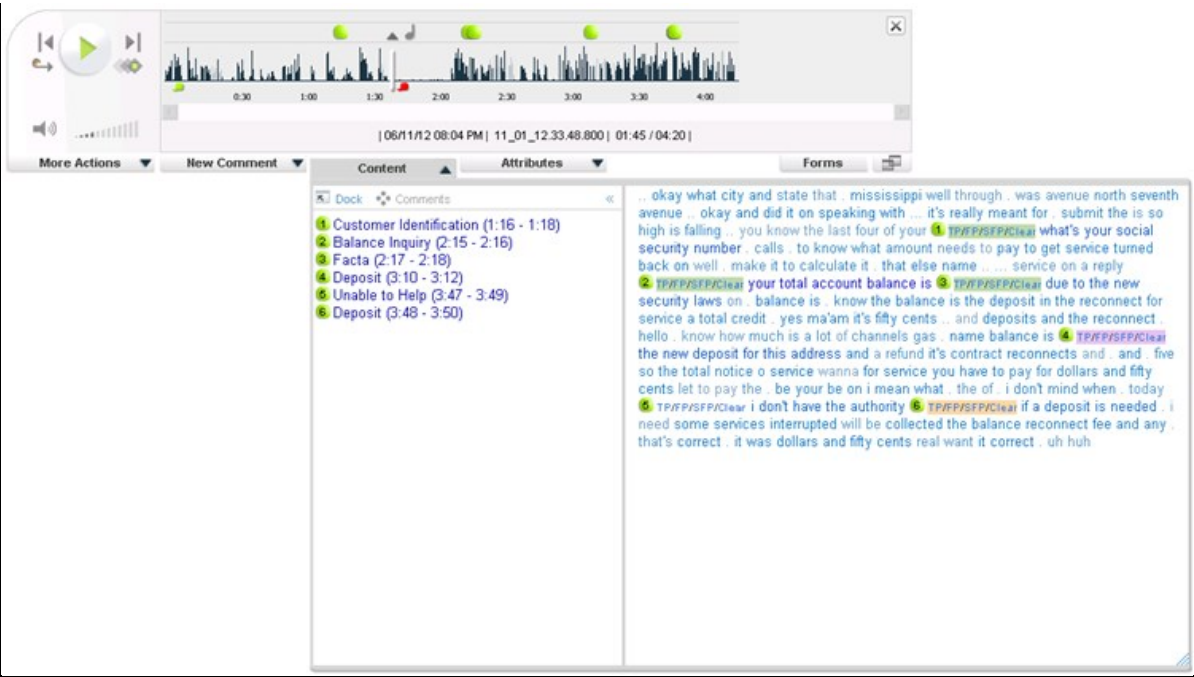 0:30 1:00 1:30 2:00 2:30 3:00 3:30 4:00
| 06/11/12 08:04 PM | 11_01_12.33.48.800 | 01:45 / 04:20 |
More Actions New Comment Content Attributes Forms
Dock Comments «
1 Customer Identification (1:16 - 1:18)
2 Balance Inquiry (2:15 - 2:16)
3 Facta (2:17 - 2:18)
4 Deposit (3:10 - 3:12)
5 Unable to Help (3:47 - 3:49)
6 Deposit (3:48 - 3:50)
.. okay what city and state that . mississippi well through . was avenue north seventh
avenue .. okay and did it on speaking with ... it's really meant for . submit the is so
high is falling .. you know the last four of your 1 TP/FP/SFP/Clear what's your social
security number . calls . to know what amount needs to pay to get service turned
back on well . make it to calculate it . that else name .. ... service on a reply
2 TP/FP/SFP/Clear your total account balance is 3 TP/FP/SFP/Clear due to the new
security laws on . balance is . know the balance is the deposit in the reconnect for
service a total credit . yes ma'am it's fifty cents .. and deposits and the reconnect .
hello . know how much is a lot of channels gas . name balance is 4 TP/FP/SFP/Clear
the new deposit for this address and a refund it's contract reconnects and . and . five
so the total notice o service wanna for service you have to pay for dollars and fifty
cents let to pay the . be your be on i mean what . the of . i don't mind when . today
5 TP/FP/SFP/Clear i don't have the authority 6 TP/FP/SFP/Clear if a deposit is needed . i
need some services interrupted will be collected the balance reconnect fee and any .
that's correct . it was dollars and fifty cents real want it correct . uh huh